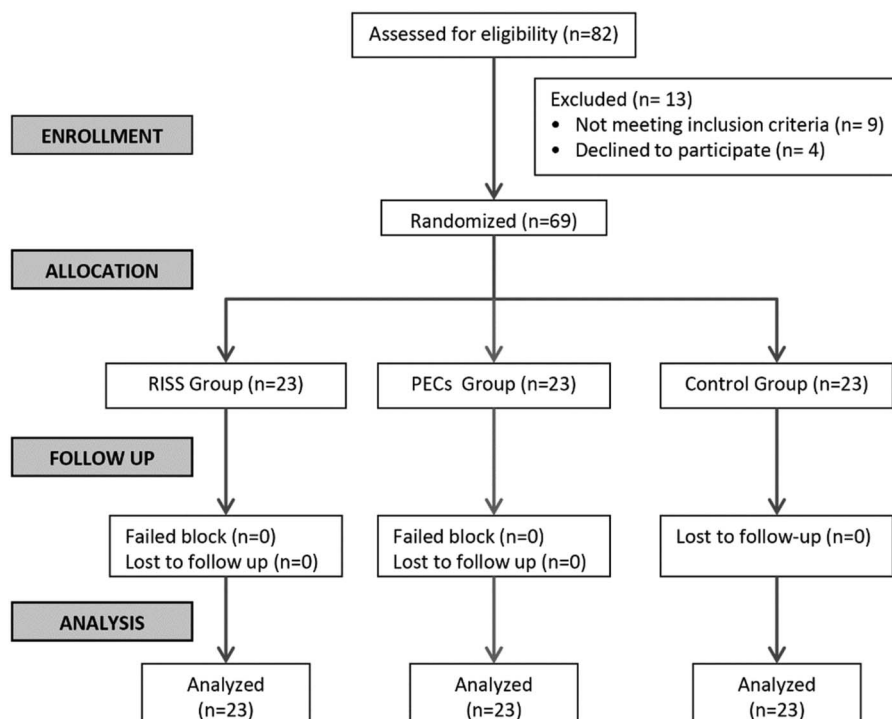 Assessed for eligibility (n=82)
Excluded (n= 13)
• Not meeting inclusion criteria (n= 9)
• Declined to participate (n= 4)
ENROLLMENT
Randomized (n=69)
ALLOCATION
RISS Group (n=23)
PECs Group (n=23)
Control Group (n=23)
FOLLOW UP
Failed block (n=0)
Lost to follow up (n=0)
Failed block (n=0)
Lost to follow up (n=0)
Lost to follow-up (n=0)
ANALYSIS
Analyzed
(n=23)
Analyzed
(n=23)
Analyzed
(n=23)